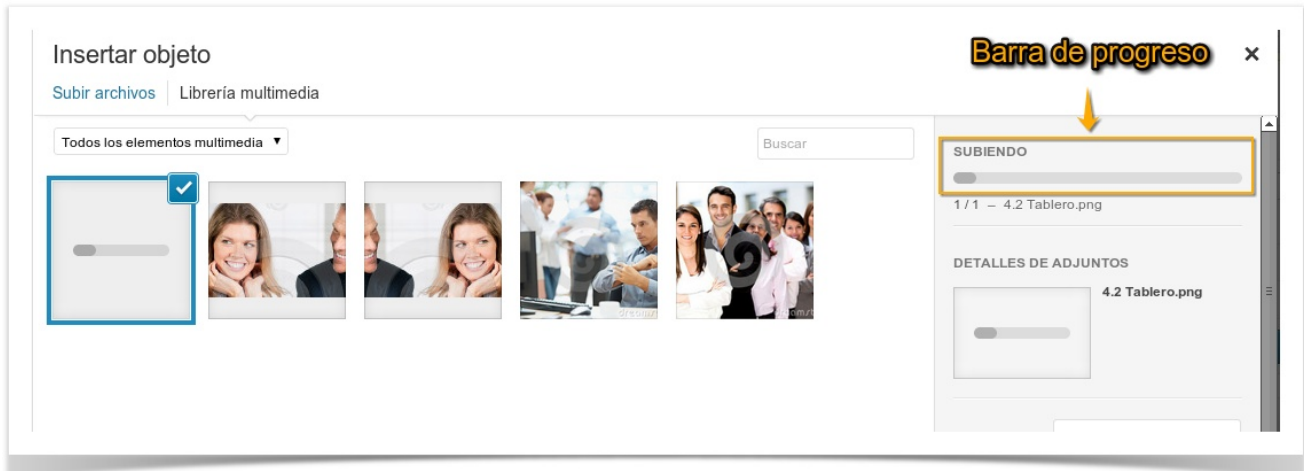 Insertar objeto
Barra de progreso
×
Subir archivos
Librería multimedia
Todos los elementos multimedia
Buscar
SUBIENDO
1 / 1 – 4.2 Tablero.png
DETALLES DE ADJUNTOS
4.2 Tablero.png